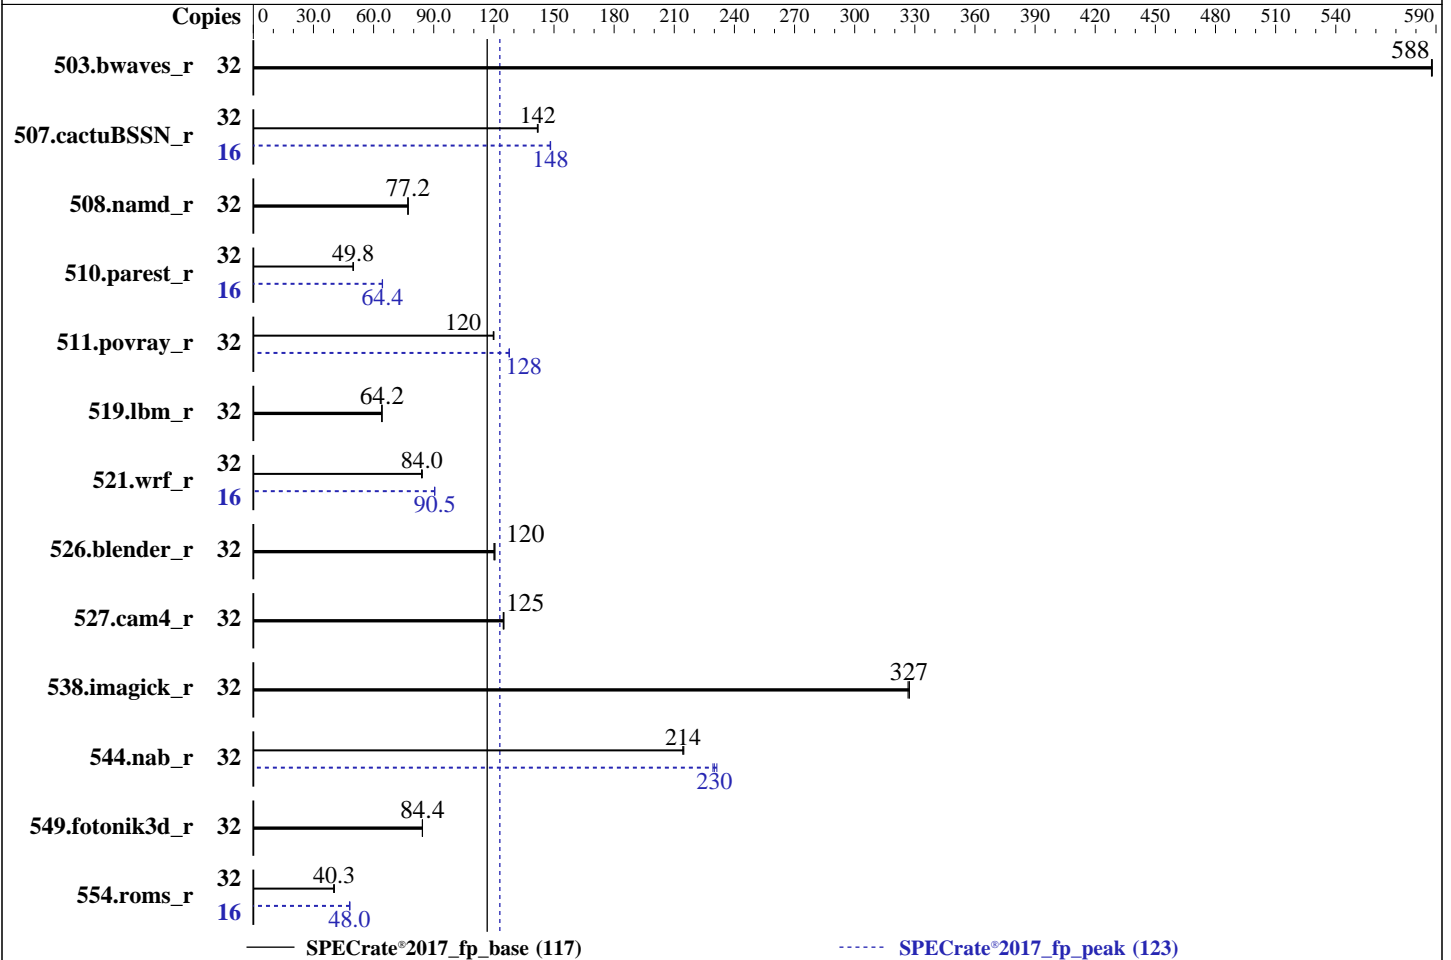 Copies 0 30.0 60.0 90.0 120 150 180 210 240 270 300 330 360 390 420 450 480 510 540 590
503.bwaves_r 32 588
507.cactuBSSN_r 32 142
16 148
508.namd_r 32 77.2
510.parest_r 32 49.8
16 64.4
511.povray_r 32 120
128
519.lbm_r 32 64.2
521.wrf_r 32 84.0
16 90.5
526.blender_r 32 120
527.cam4_r 32 125
538.imagick_r 32 327
544.nab_r 32 214
230
549.fotonik3d_r 32 84.4
554.roms_r 32 40.3
16 48.0
SPECrate®2017_fp_base (117) SPECrate®2017_fp_peak (123)